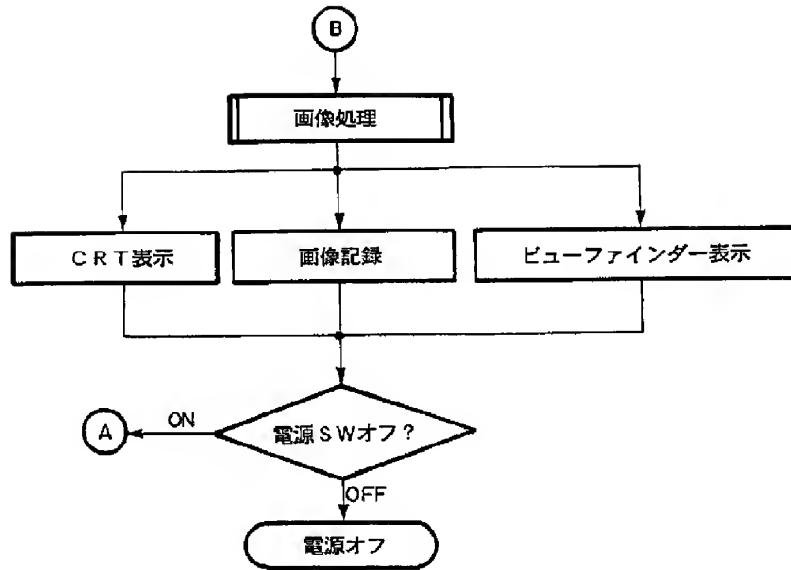 B
画像処理
CRT表示
画像記録
ビューファインダー表示
電源SWオフ?
ON
A
OFF
電源オフ